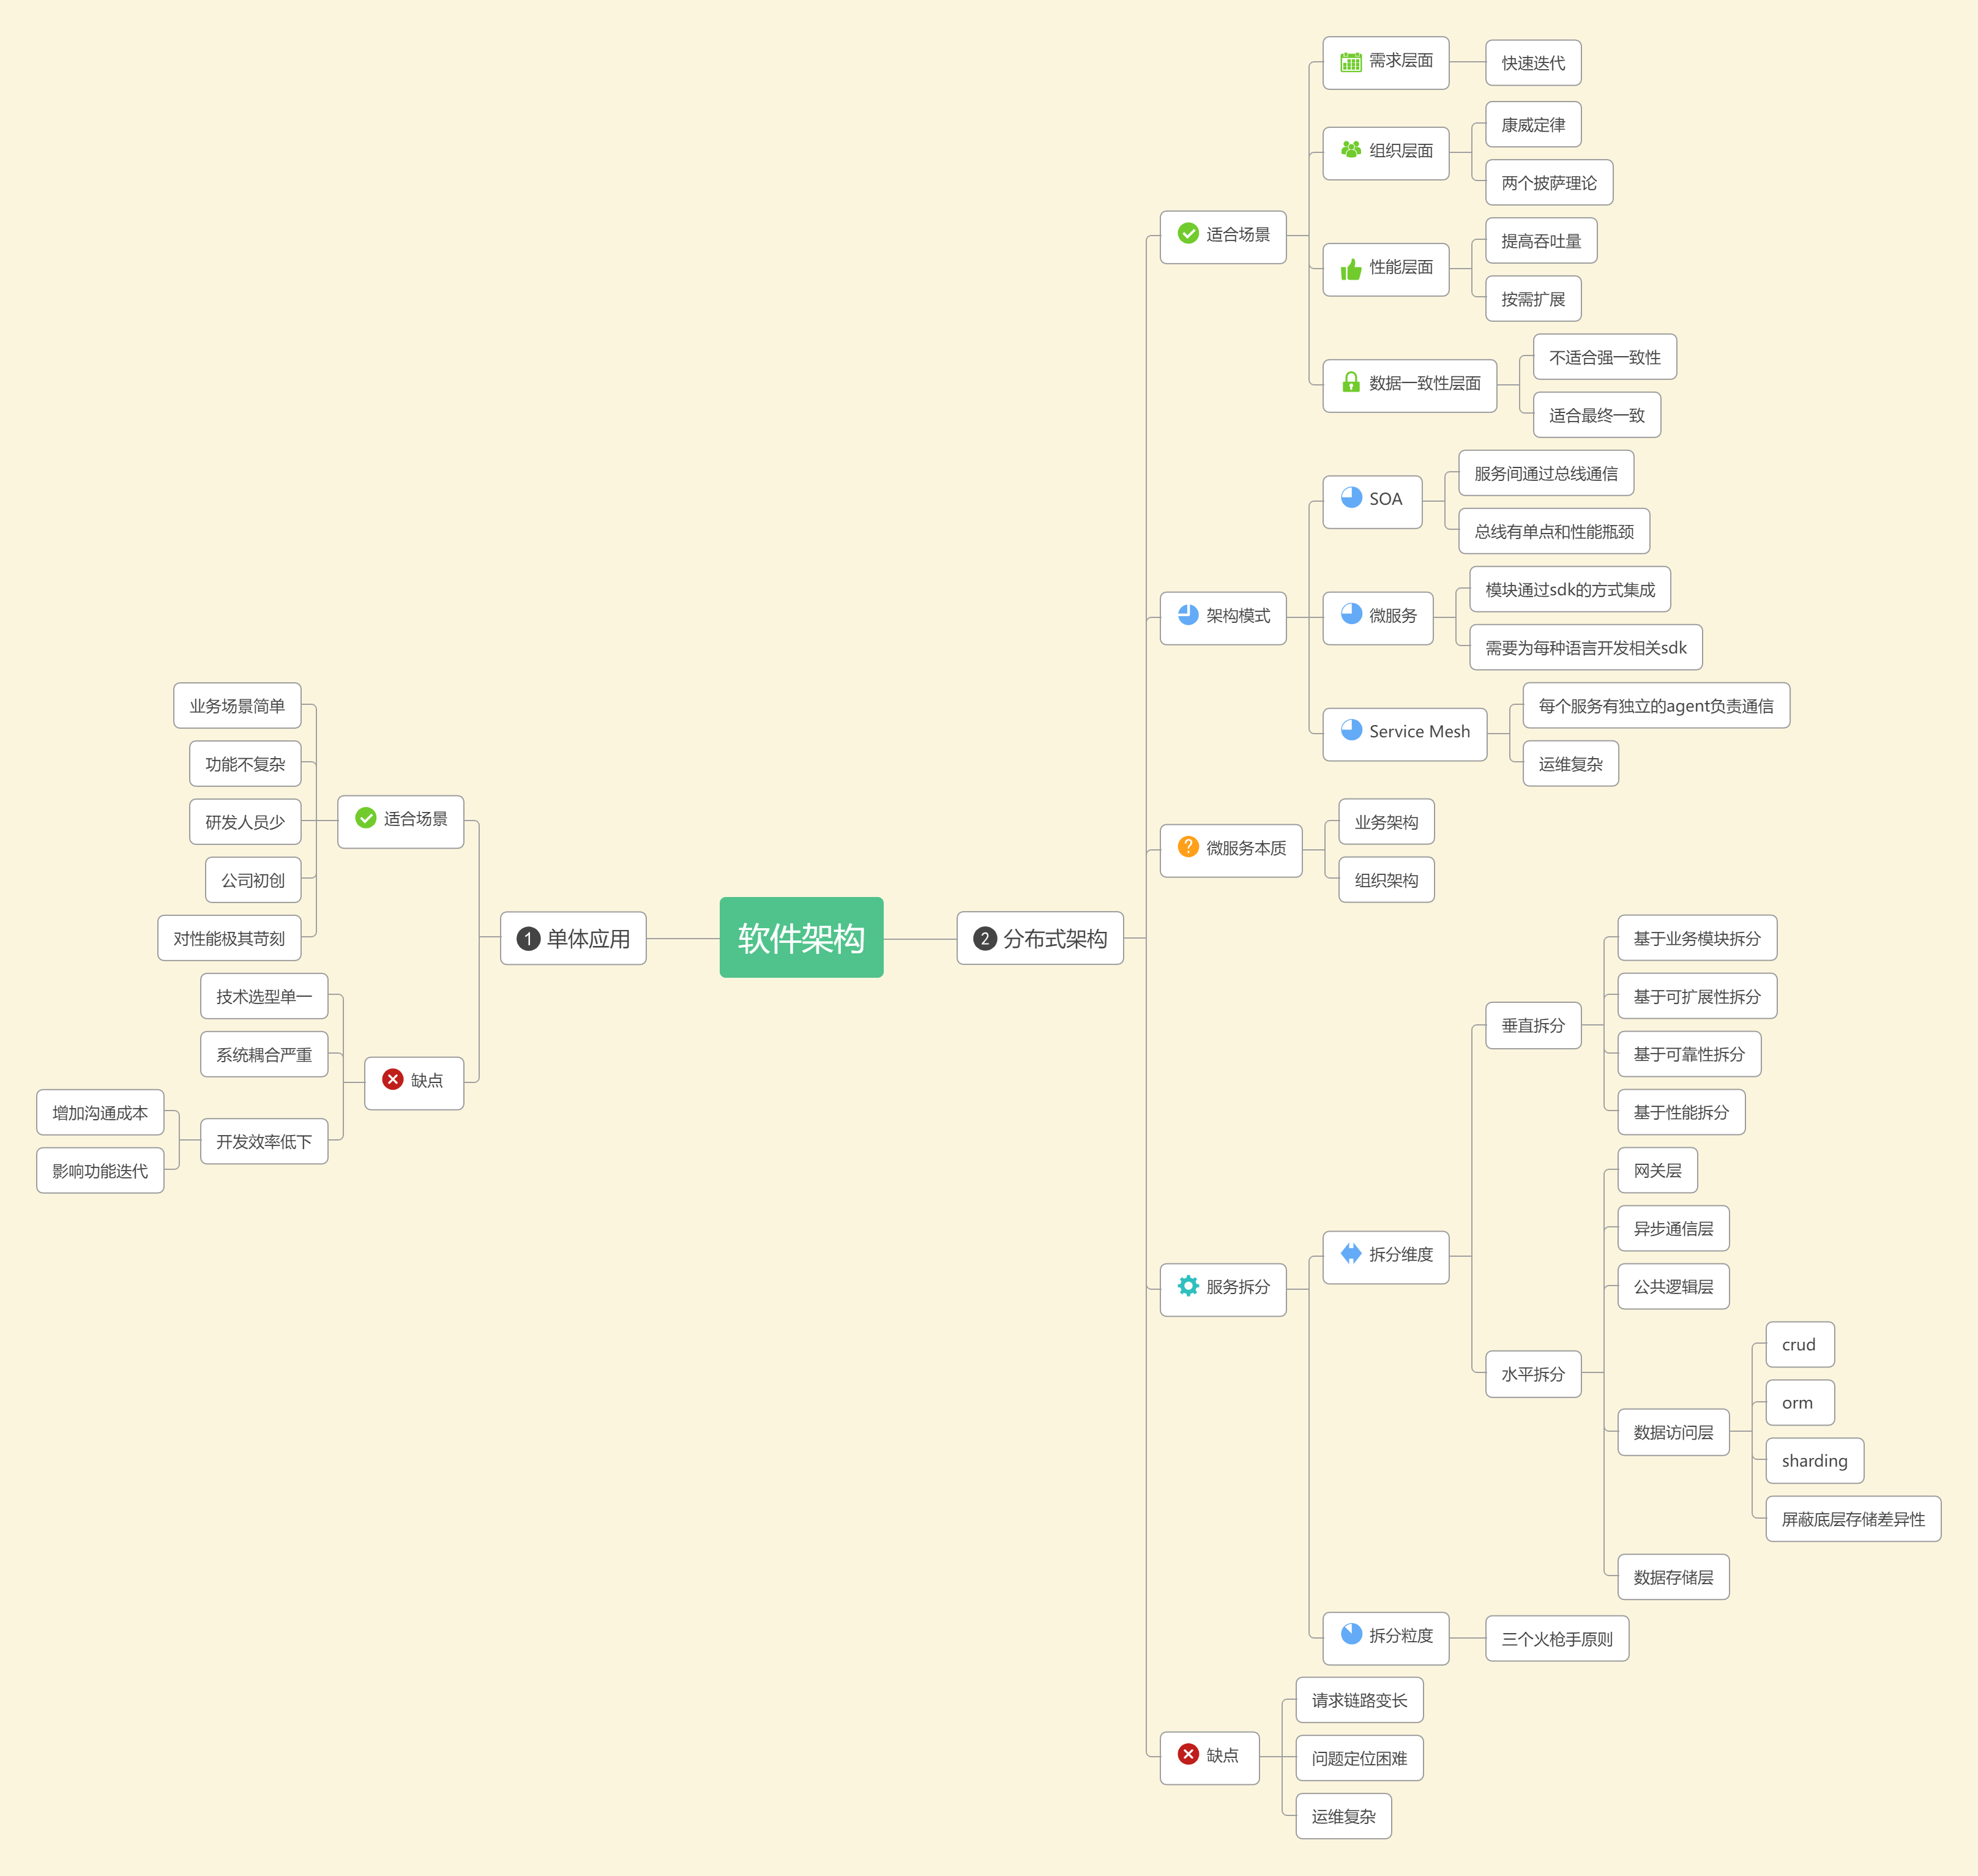 软件架构
1 单体应用
适合场景
业务场景简单
功能不复杂
研发人员少
公司初创
对性能极其苛刻
缺点
技术选型单一
系统耦合严重
开发效率低下
增加沟通成本
影响功能迭代
2 分布式架构
适合场景
需求层面
快速迭代
组织层面
康威定律
两个披萨理论
性能层面
提高吞吐量
按需扩展
数据一致性层面
不适合强一致性
适合最终一致
架构模式
SOA
服务间通过总线通信
总线有单点和性能瓶颈
微服务
模块通过sdk的方式集成
需要为每种语言开发相关sdk
Service Mesh
每个服务有独立的agent负责通信
运维复杂
微服务本质
业务架构
组织架构
服务拆分
拆分维度
垂直拆分
基于业务模块拆分
基于可扩展性拆分
基于可靠性拆分
基于性能拆分
水平拆分
网关层
异步通信层
公共逻辑层
数据访问层
crud
orm
sharding
屏蔽底层存储差异性
数据存储层
拆分粒度
三个火枪手原则
缺点
请求链路变长
问题定位困难
运维复杂